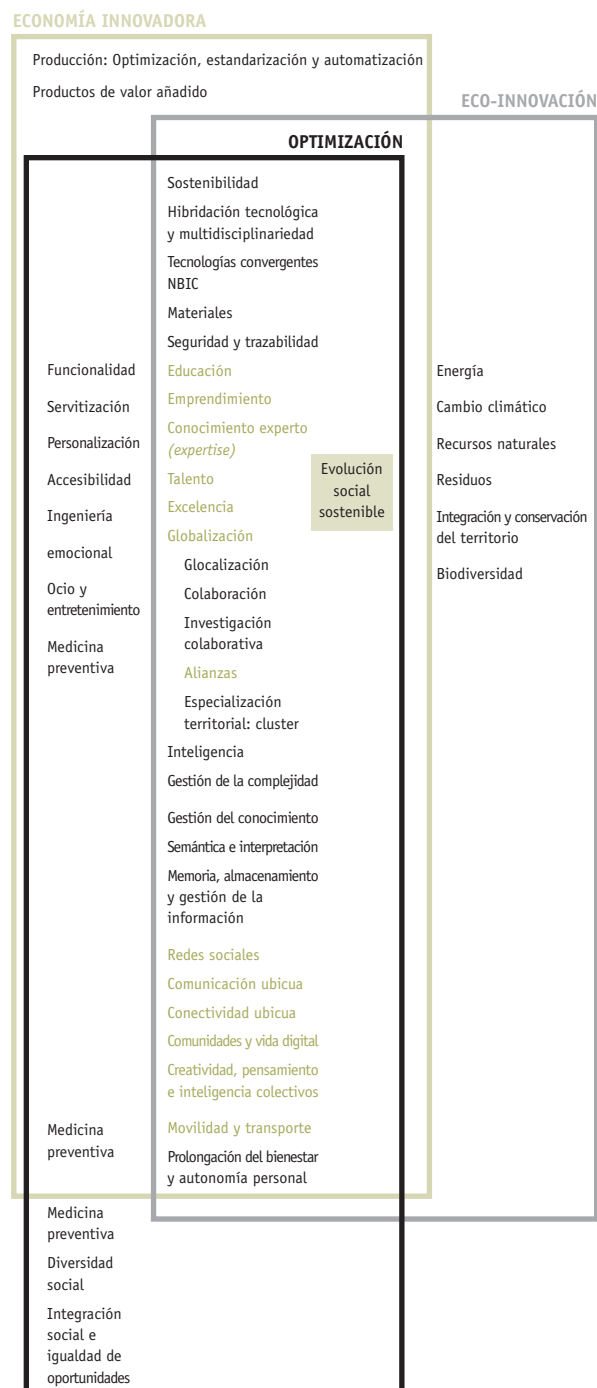 ECONOMÍA INNOVADORA
Producción: Optimización, estandarización y automatización
Productos de valor añadido
ECO-INNOVACIÓN
OPTIMIZACIÓN
Sostenibilidad
Hibridación tecnológica
y multidisciplinariedad
Tecnologías convergentes
NBIC
Materiales
Seguridad y trazabilidad
Educación
Emprendimiento
Conocimiento experto
(expertise)
Talento
Excelencia
Globalización
Glocalización
Colaboración
Investigación
colaborativa
Alianzas
Especialización
territorial: cluster
Inteligencia
Gestión de la complejidad
Gestión del conocimiento
Semántica e interpretación
Memoria, almacenamiento
y gestión de la
información
Redes sociales
Comunicación ubicua
Conectividad ubicua
Comunidades y vida digital
Creatividad, pensamiento
e inteligencia colectivos
Movilidad y transporte
Prolongación del bienestar
y autonomía personal
Evolución
social
sostenible
Funcionalidad
Servitización
Personalización
Accesibilidad
Ingeniería
emocional
Ocio y
entretenimiento
Medicina
preventiva
Medicina
preventiva
Medicina
preventiva
Diversidad
social
Integración
social e
igualdad de
oportunidades
Energía
Cambio climático
Recursos naturales
Residuos
Integración y conservación
del territorio
Biodiversidad